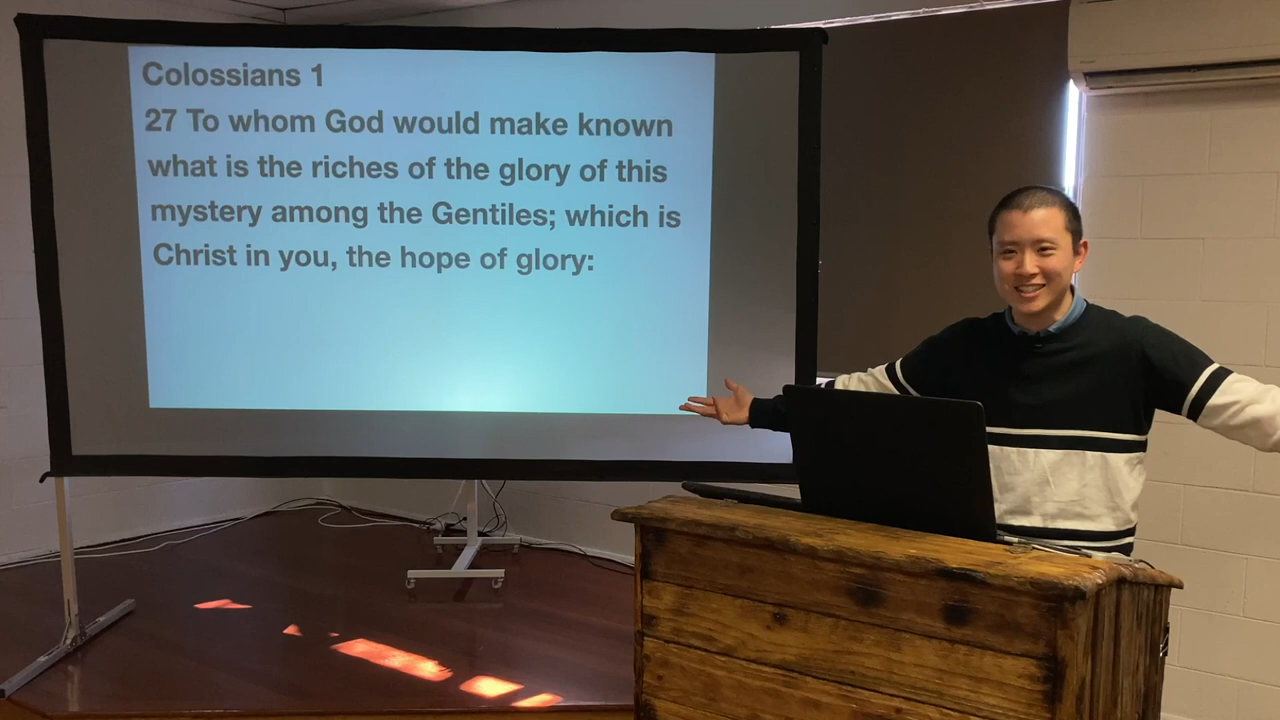 Colossians 1
27 To whom God would make known
what is the riches of the glory of this
mystery among the Gentiles; which is
Christ in you, the hope of glory: